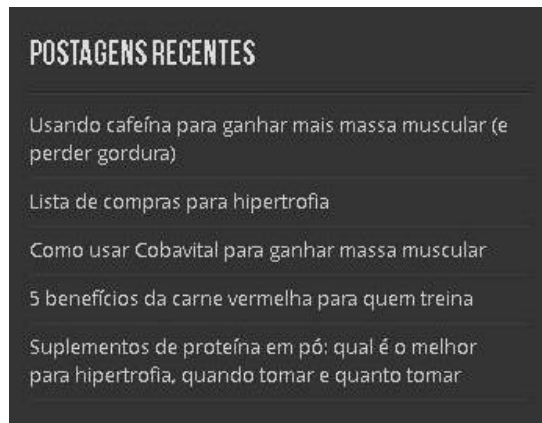 POSTAGENS RECENTES
Usando cafeína para ganhar mais massa muscular (e
perder gordura)
Lista de compras para hipertrofia
Como usar Cobavital para ganhar massa muscular
5 benefícios da carne vermelha para quem treina
Suplementos de proteína em pó: qual é o melhor
para hipertrofia, quando tomar e quanto tomar